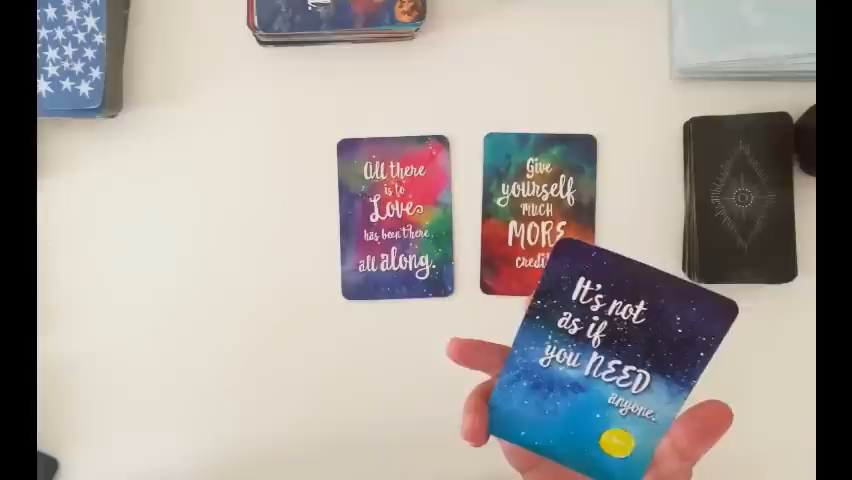 All there
is to
Love
has been there
all along.
Give
yourself
MUCH
MORE
It's not
as if
you NEED
anyone.